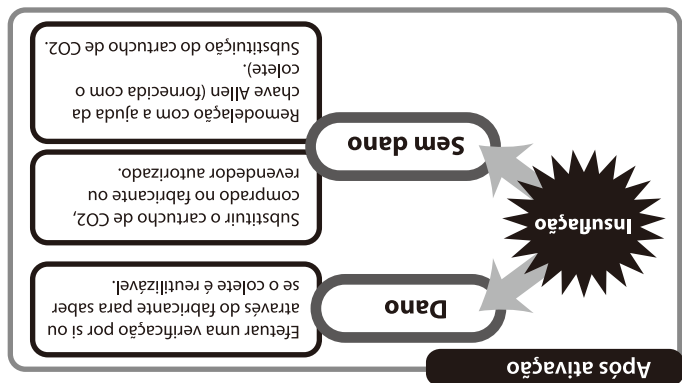 Após ativação
Insuflação
Dano
Efetuar uma verificação por si ou
através do fabricante para saber
se o colete é reutilizável.
Sem dano
Substituir o cartucho de CO2,
comprado no fabricante ou
revendedor autorizado.
Remodelação com a ajuda da
chave Allen (fornecida com o
colete).
Substituição do cartucho de CO2.